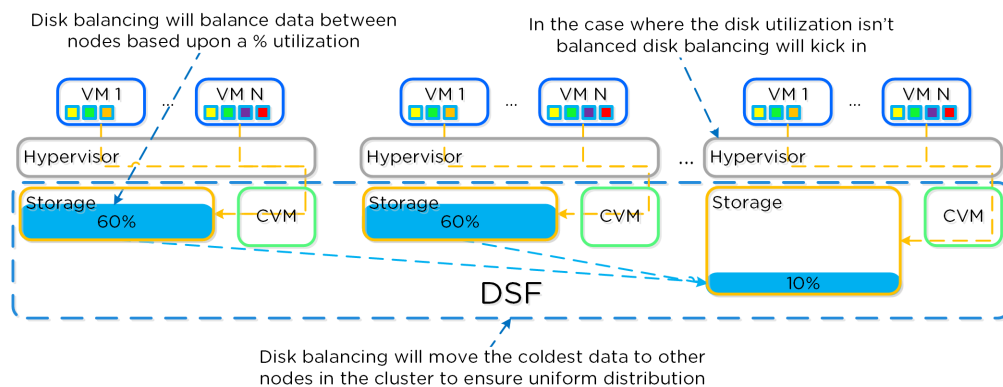 Disk balancing will balance data between
nodes based upon a % utilization
In the case where the disk utilization isn't
balanced disk balancing will kick in
VM 1
...
VM N
VM 1
...
VM N
VM 1
...
VM N
Hypervisor
Hypervisor
...
Hypervisor
Storage
60%
CVM
Storage
60%
CVM
Storage
10%
CVM
DSF
Disk balancing will move the coldest data to other
nodes in the cluster to ensure uniform distribution